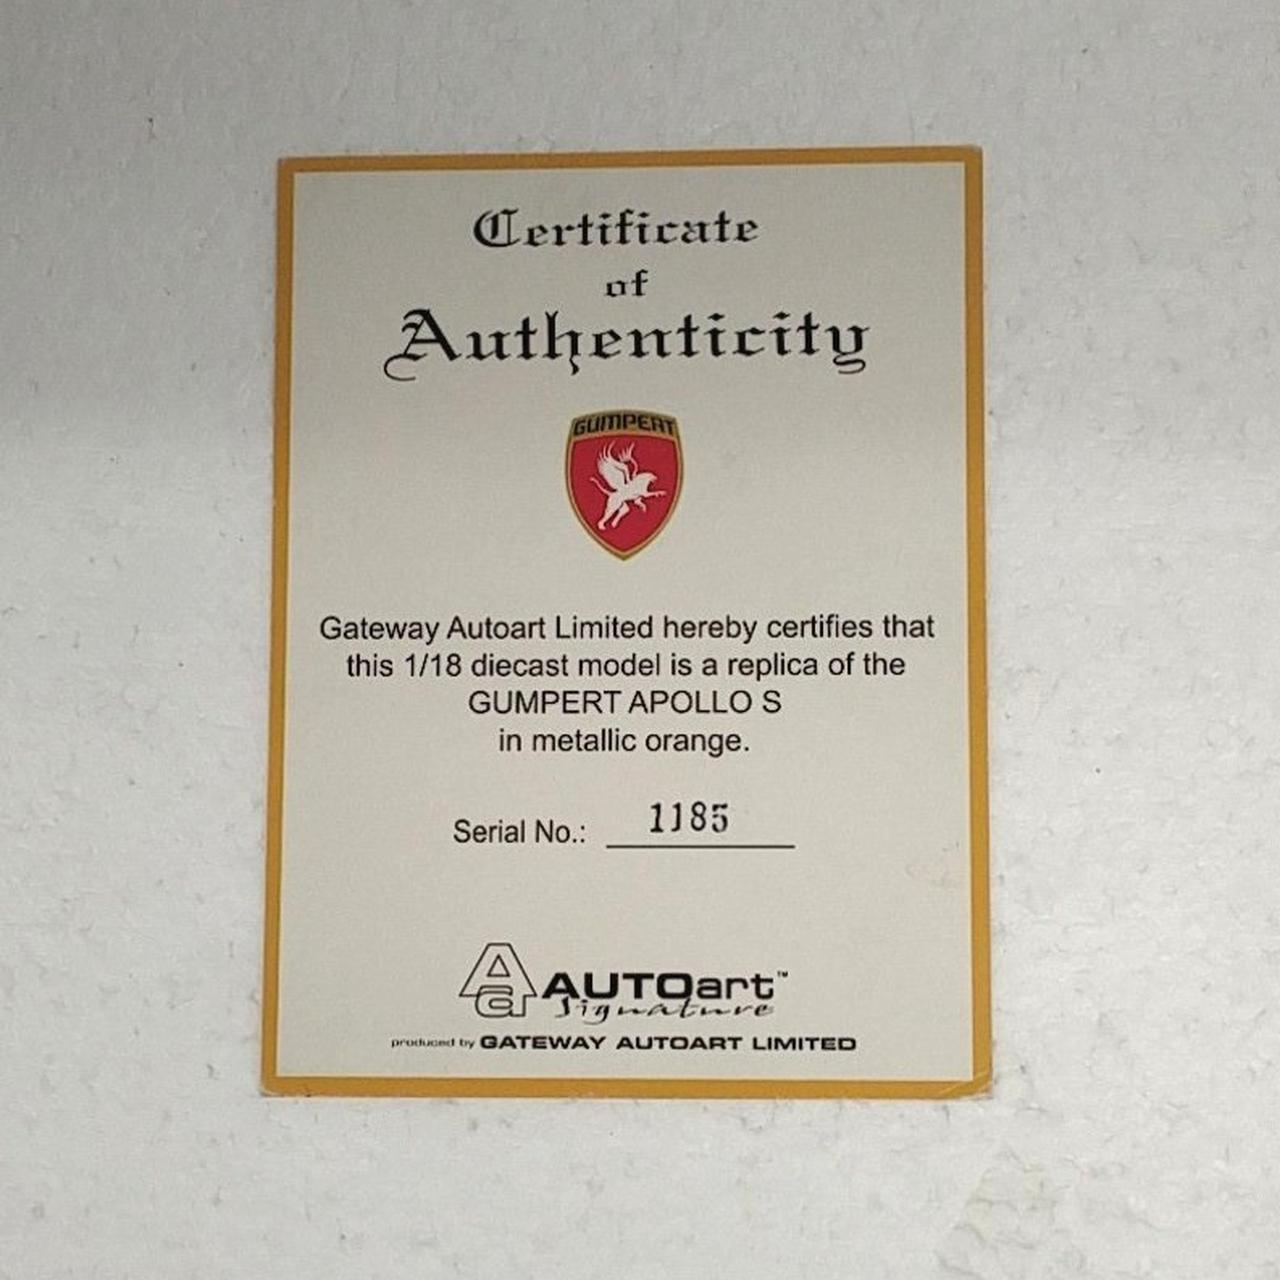 Certificate
of
Authenticity
GUMPERT
Gateway Autoart Limited hereby certifies that
this 1/18 diecast model is a replica of the
GUMPERT APOLLO S
in metallic orange.
Serial No.: 1185
Aa AUTOart™
Signature
produced by GATEWAY AUTOART LIMITED